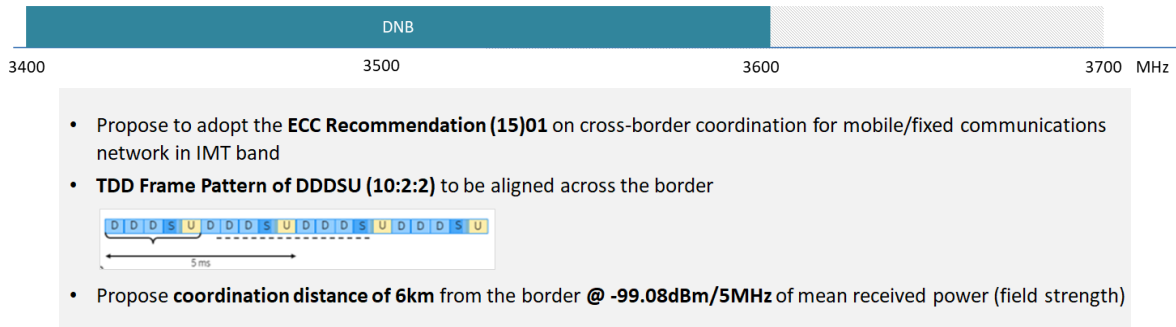 DNB
3400 3500 3600 3700 MHz
• Propose to adopt the ECC Recommendation (15)01 on cross-border coordination for mobile/fixed communications
network in IMT band
• TDD Frame Pattern of DDDSU (10:2:2) to be aligned across the border
D D D S U D D D S U D D D S U D D D S U
5 ms
• Propose coordination distance of 6km from the border @ -99.08dBm/5MHz of mean received power (field strength)